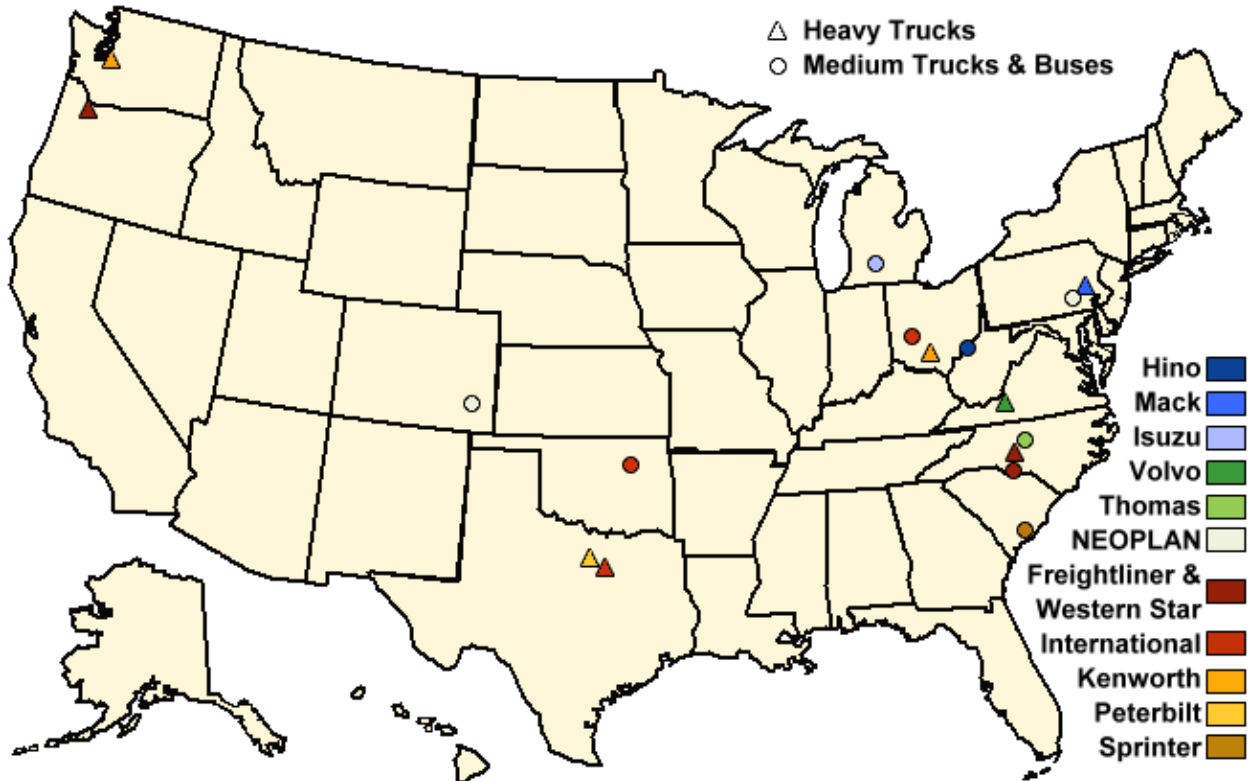 Heavy Trucks
Medium Trucks & Buses
Hino
Mack
Isuzu
Volvo
Thomas
NEOPLAN
Freightliner &
Western Star
International
Kenworth
Peterbilt
Sprinter